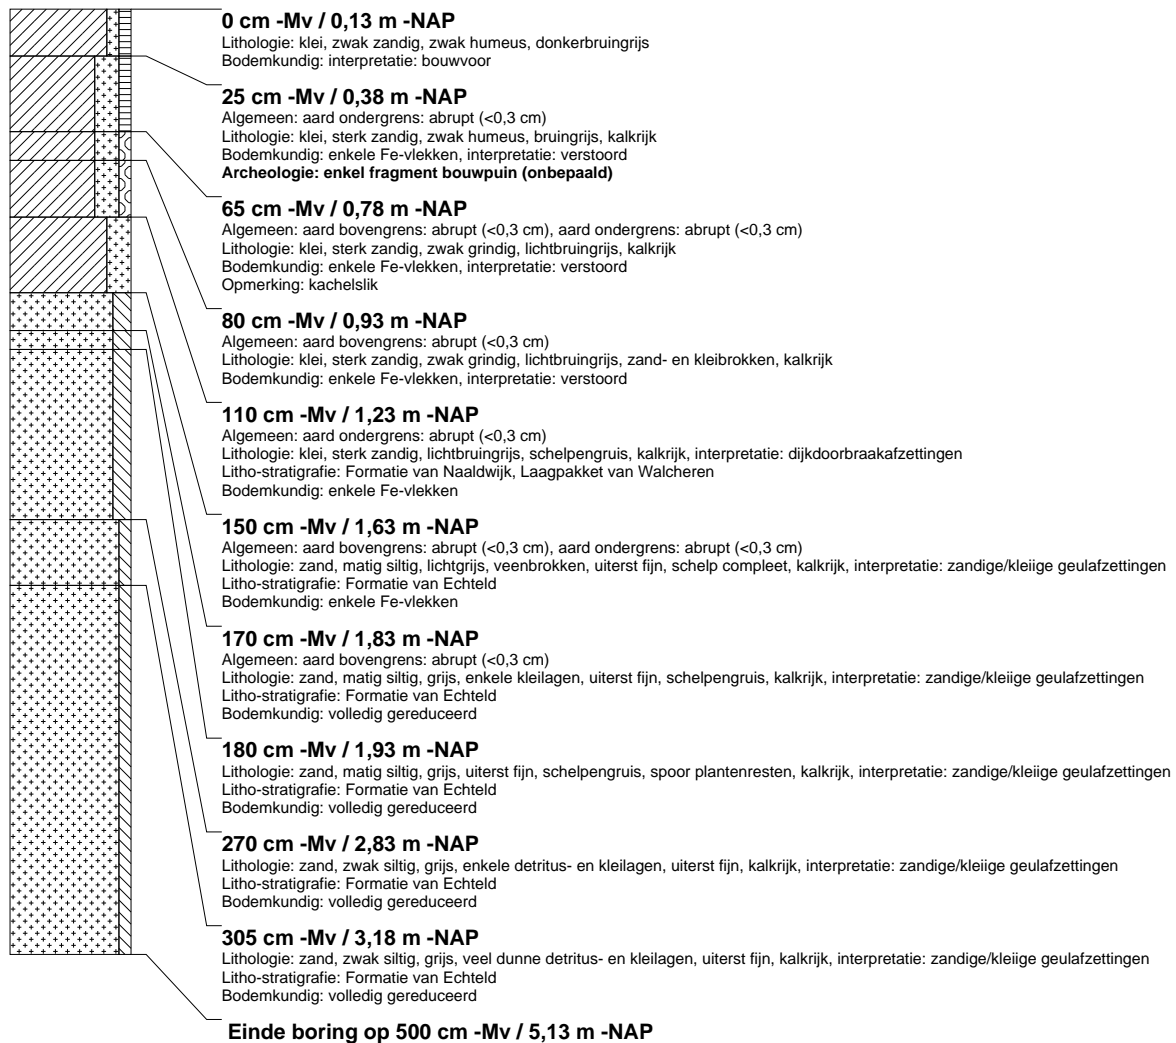 0 cm -Mv / 0,13 m -NAP
Lithologie: klei, zwak zandig, zwak humeus, donkerbruingrijs
Bodemkundig: interpretatie: bouwvoor
25 cm -Mv / 0,38 m -NAP
Algemeen: aard ondergrens: abrupt (<0,3 cm)
Lithologie: klei, sterk zandig, zwak humeus, bruingrijs, kalkrijk
Bodemkundig: enkele Fe-vlekken, interpretatie: verstoord
Archeologie: enkel fragment bouwpuin (onbepaald)
65 cm -Mv / 0,78 m -NAP
Algemeen: aard bovengrens: abrupt (<0,3 cm), aard ondergrens: abrupt (<0,3 cm)
Lithologie: klei, sterk zandig, zwak grindig, lichtbruingrijs, kalkrijk
Bodemkundig: enkele Fe-vlekken, interpretatie: verstoord
Opmerking: kachelslik
80 cm -Mv / 0,93 m -NAP
Algemeen: aard bovengrens: abrupt (<0,3 cm)
Lithologie: klei, sterk zandig, zwak grindig, lichtbruingrijs, zand- en kleibrokken, kalkrijk
Bodemkundig: enkele Fe-vlekken, interpretatie: verstoord
110 cm -Mv / 1,23 m -NAP
Algemeen: aard ondergrens: abrupt (<0,3 cm)
Lithologie: klei, sterk zandig, lichtbruingrijs, schelpengruis, kalkrijk, interpretatie: dijkdoorbraakafzettingen
Litho-stratigrafie: Formatie van Naaldwijk, Laagpakket van Walcheren
Bodemkundig: enkele Fe-vlekken
150 cm -Mv / 1,63 m -NAP
Algemeen: aard bovengrens: abrupt (<0,3 cm), aard ondergrens: abrupt (<0,3 cm)
Lithologie: zand, matig siltig, lichtgrijs, veenbrokken, uiterst fijn, schelp compleet, kalkrijk, interpretatie: zandige/kleiige geulafzettingen
Litho-stratigrafie: Formatie van Echteld
Bodemkundig: enkele Fe-vlekken
170 cm -Mv / 1,83 m -NAP
Algemeen: aard bovengrens: abrupt (<0,3 cm)
Lithologie: zand, matig siltig, grijs, enkele kleilagen, uiterst fijn, schelpengruis, kalkrijk, interpretatie: zandige/kleiige geulafzettingen
Litho-stratigrafie: Formatie van Echteld
Bodemkundig: volledig gereduceerd
180 cm -Mv / 1,93 m -NAP
Lithologie: zand, matig siltig, grijs, uiterst fijn, schelpengruis, spoor plantenresten, kalkrijk, interpretatie: zandige/kleiige geulafzettingen
Litho-stratigrafie: Formatie van Echteld
Bodemkundig: volledig gereduceerd
270 cm -Mv / 2,83 m -NAP
Lithologie: zand, zwak siltig, grijs, enkele detritus- en kleilagen, uiterst fijn, kalkrijk, interpretatie: zandige/kleiige geulafzettingen
Litho-stratigrafie: Formatie van Echteld
Bodemkundig: volledig gereduceerd
305 cm -Mv / 3,18 m -NAP
Lithologie: zand, zwak siltig, grijs, veel dunne detritus- en kleilagen, uiterst fijn, kalkrijk, interpretatie: zandige/kleiige geulafzettingen
Litho-stratigrafie: Formatie van Echteld
Bodemkundig: volledig gereduceerd
Einde boring op 500 cm -Mv / 5,13 m -NAP